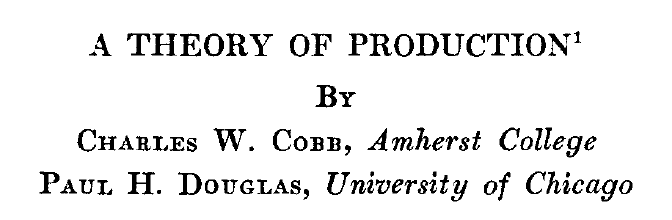 A THEORY OF PRODUCTION¹
By
Charles W. Cobb, Amherst College
Paul H. Douglas, University of Chicago